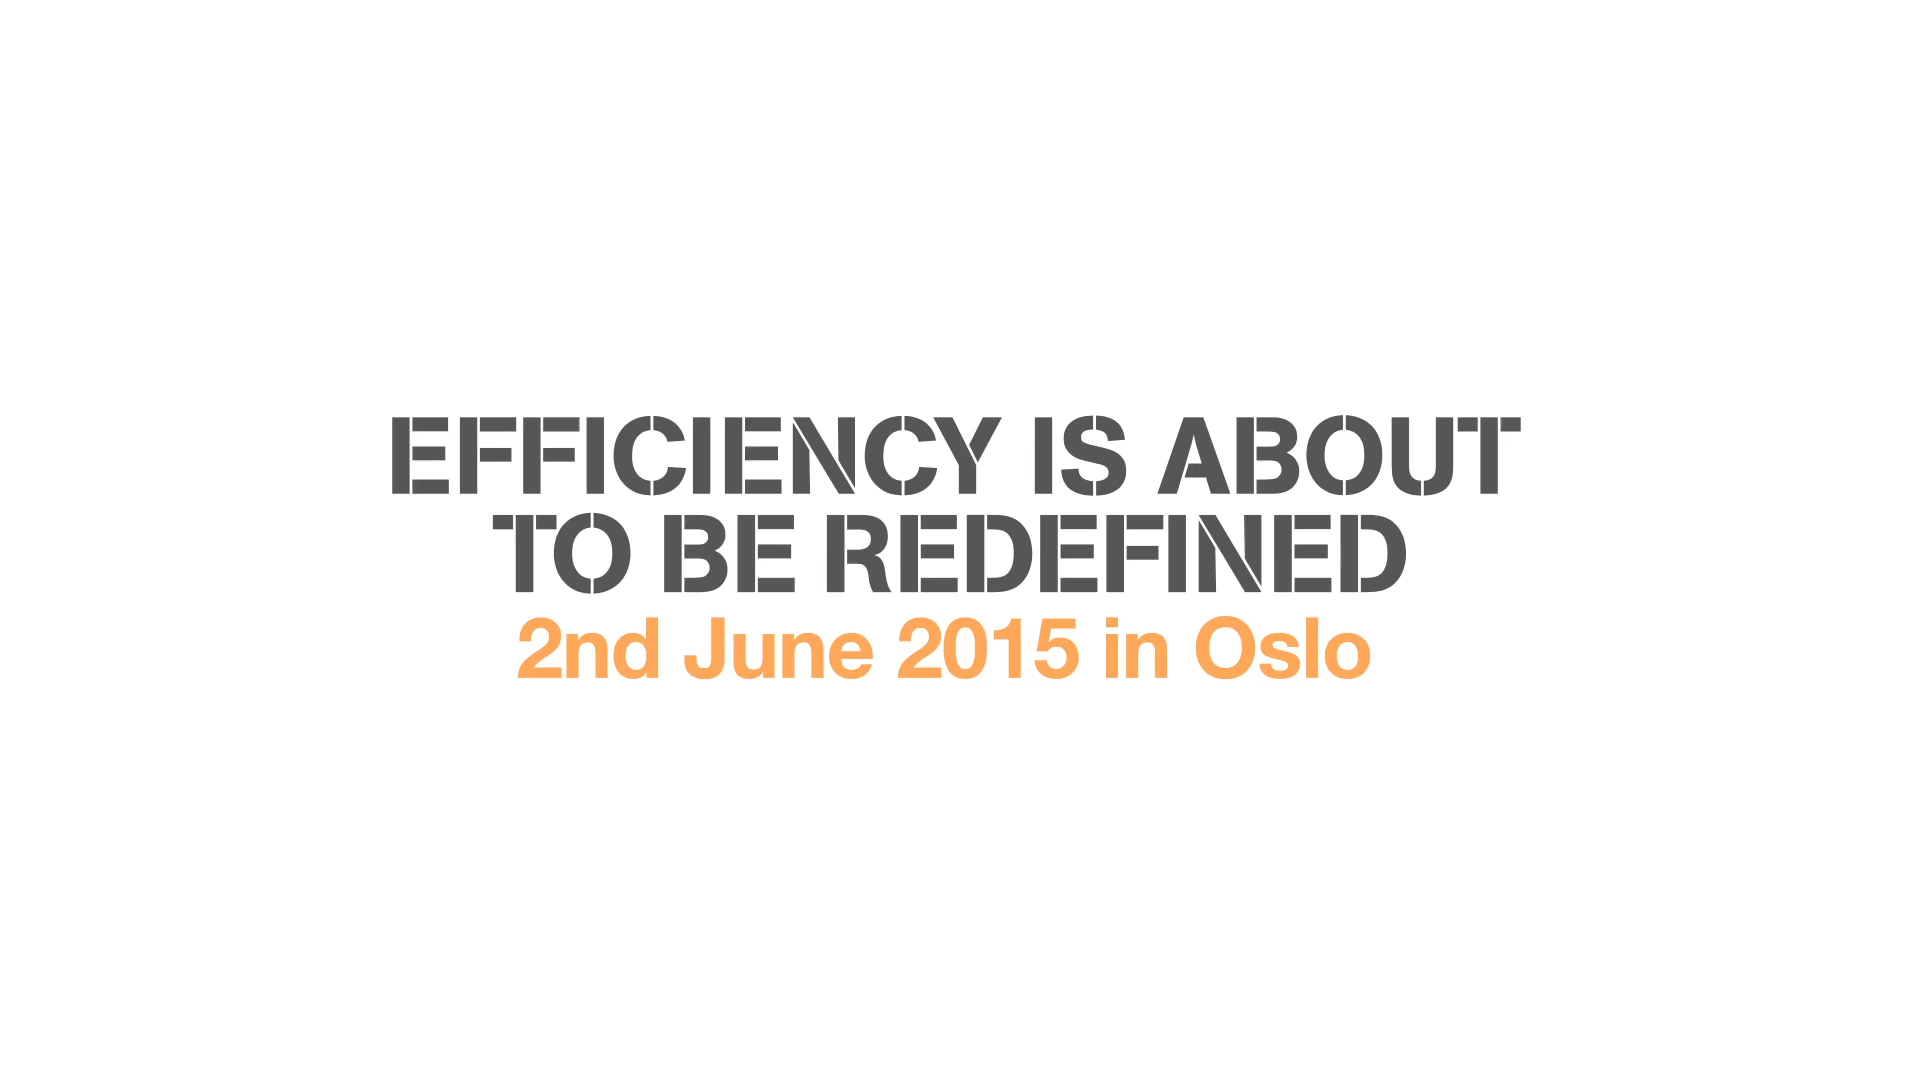 EFFICIENCY IS ABOUT
TO BE REDEFINED
2nd June 2015 in Oslo